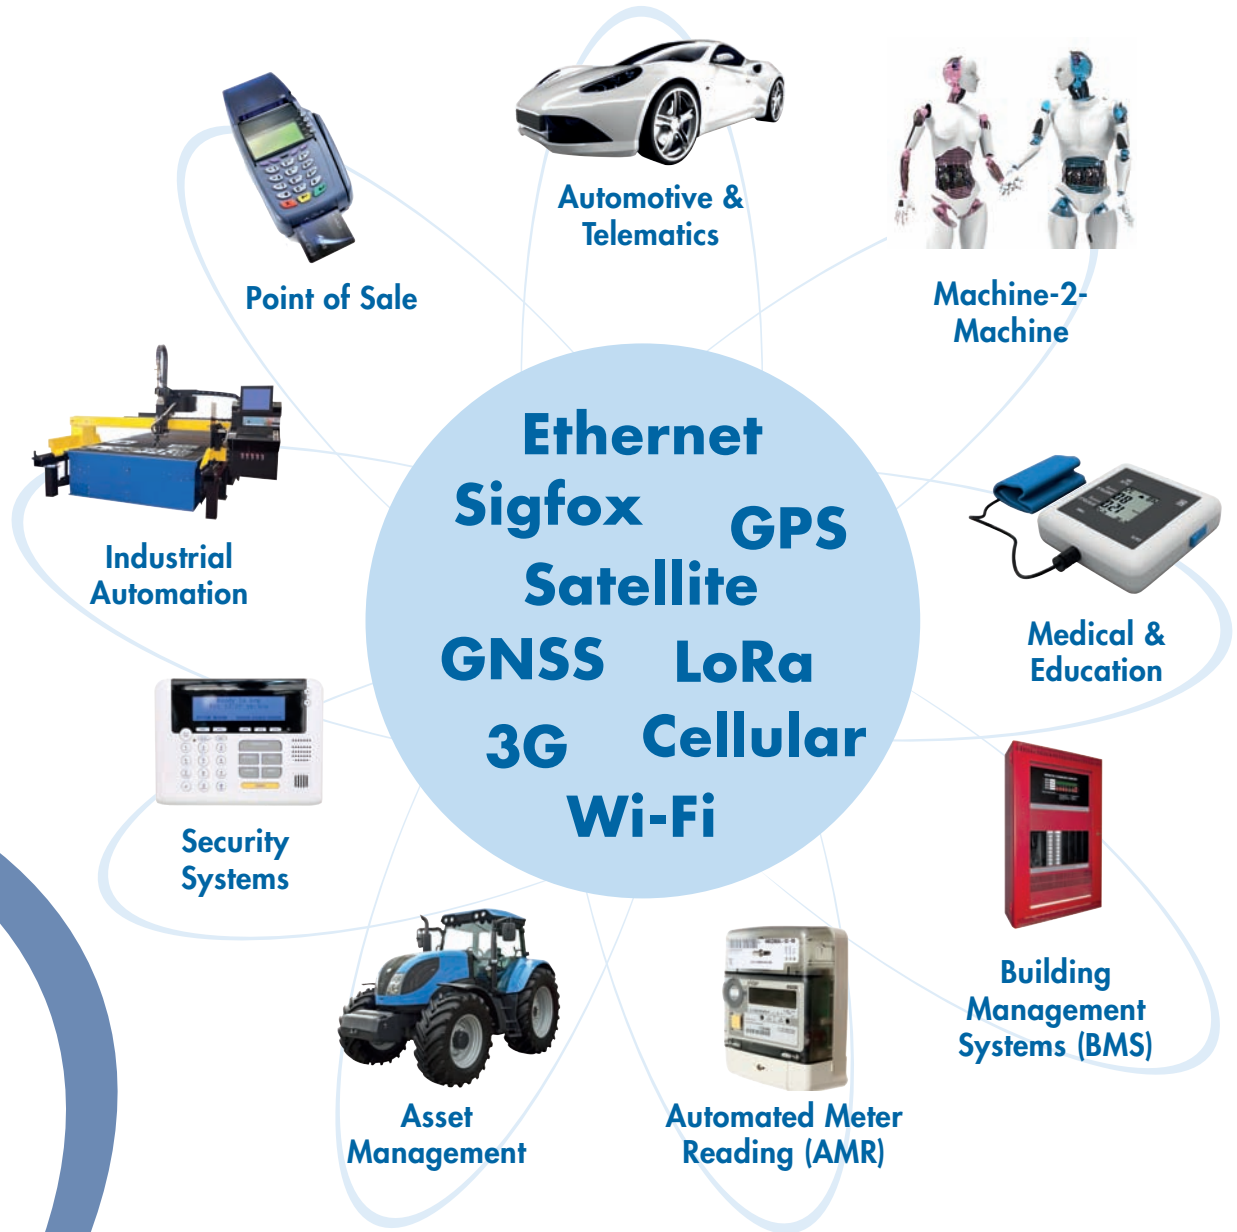 Automotive &
Telematics
Point of Sale
Machine-2-
Machine
Ethernet
Sigfox
GPS
Satellite
GNSS
LoRa
3G
Cellular
Wi-Fi
Industrial
Automation
Medical &
Education
Security
Systems
Building
Management
Systems (BMS)
Asset
Management
Automated Meter
Reading (AMR)